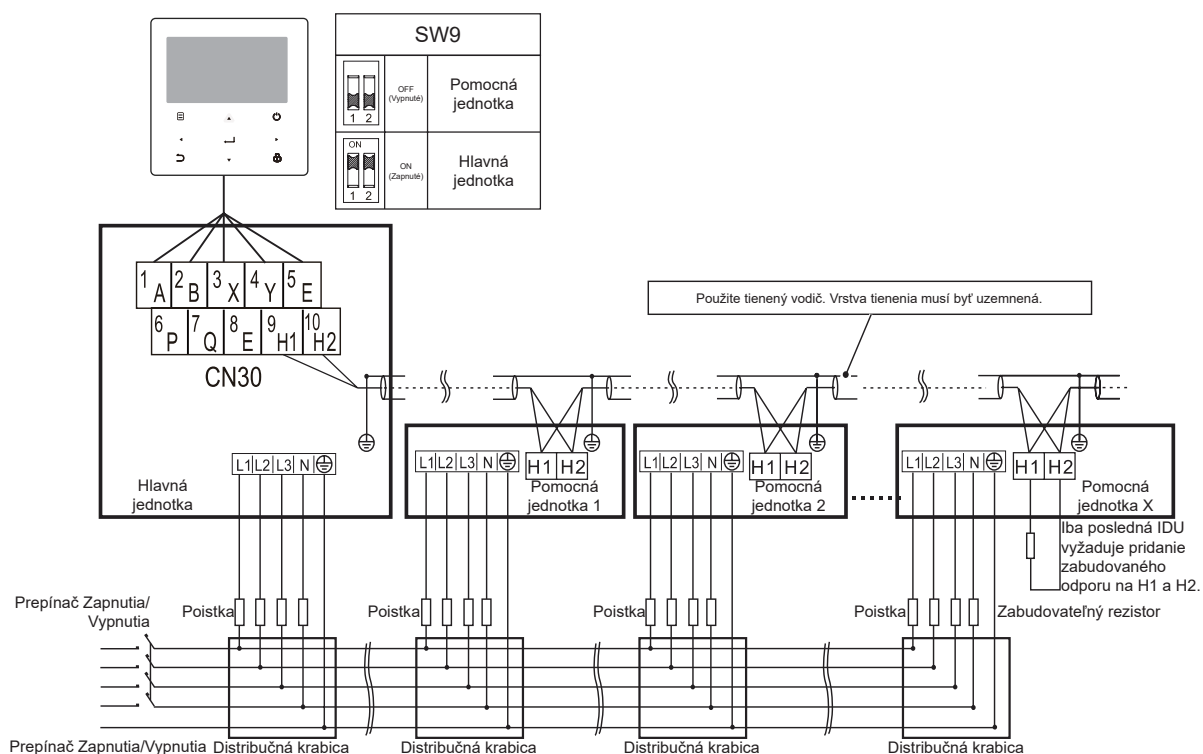 SW9
OFF
(Vypnuté)
Pomocná
jednotka
1 2
ON
ON
(Zapnuté)
Hlavná
jednotka
1 2
1 A 2 B 3 X 4 Y 5 E
6 P 7 Q 8 E 9 H1 10 H2
CN30
Použite tienený vodič. Vrstva tienenia musí byť uzemnená.
L1 L2 L3 N
Hlavná
jednotka
L1 L2 L3 N
H1 H2
Pomocná
jednotka 1
L1 L2 L3 N
H1 H2
Pomocná
jednotka 2
L1 L2 L3 N
H1 H2
Pomocná
jednotka X
Iba posledná IDU
vyžaduje pridanie
zabudovaného
odporu na H1 a H2.
Prepínač Zapnutia/
Vypnutia
Poistka
Poistka
Poistka
Poistka
Zabudovateľný rezistor
Prepínač Zapnutia/Vypnutia
Distribučná krabica
Distribučná krabica
Distribučná krabica
Distribučná krabica